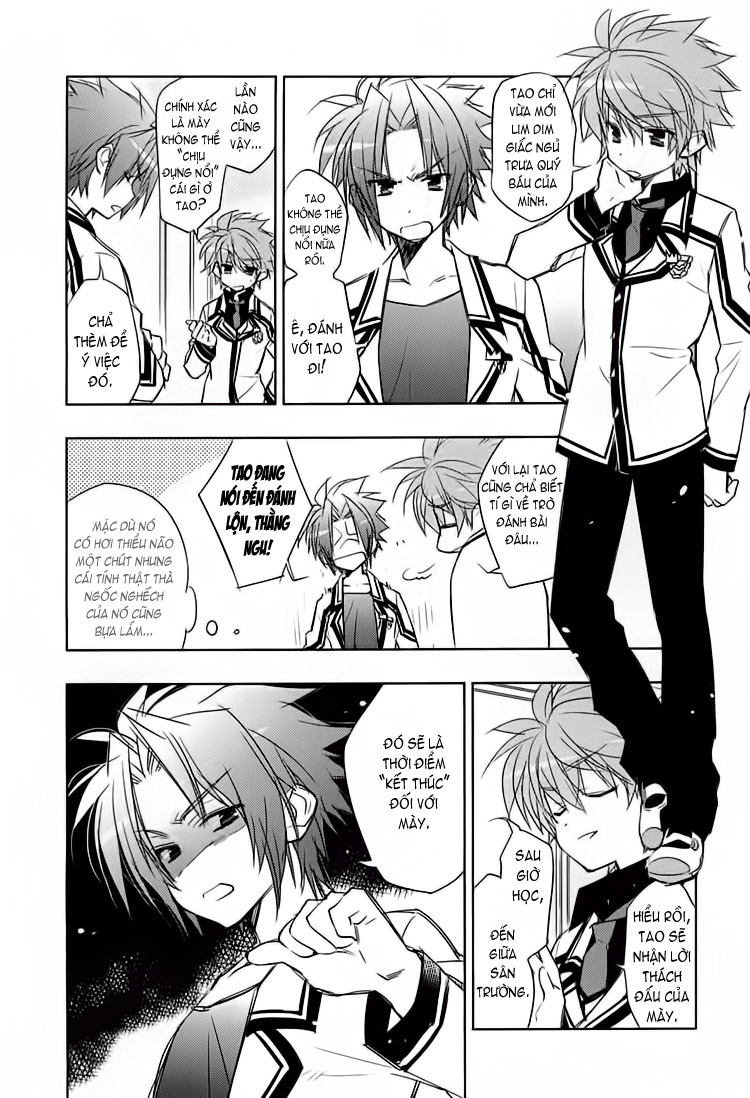 TAO CHỈ
VỪA MỚI
LIM DIM
GIẤC NGỦ
TRƯA QUÝ
BÁU CỦA
MÌNH.
TAO
KHÔNG THỂ
CHỊU ĐỰNG
NỔI NỮA
RỒI.
Ê, ĐÁNH
VỚI TAO
ĐI!
LẦN
NÀO
CŨNG
VẬY...
CHÍNH XÁC
LÀ MÀY
KHÔNG THỂ
"CHỊU
ĐỤNG NỔI"
CÁI GÌ Ở
TAO?
CHẢ
THÈM ĐỂ
Ý VIỆC
ĐÓ.
VỚI LẠI TAO
CŨNG CHẢ BIẾT
TÍ GÌ VỀ TRÒ
ĐÁNH BÀI
ĐÂU...
TAO ĐANG
NÓI ĐẾN ĐÁNH
LỘN, THẰNG
NGU!
MẶC DÙ NÓ
CÓ HƠI THIỂU NÃO
MỘT CHÚT NHƯNG
CÁI TÍNH THẬT THÀ
NGỐC NGHẾCH
CỦA NÓ CŨNG
BỰA LẮM...
HIỂU RỒI,
TAO SẼ
NHẬN LỜI
THÁCH
ĐẤU CỦA
MÀY.
SAU
GIỜ
HỌC,
ĐẾN
GIỮA
SÂN
TRƯỜNG.
ĐÓ SẼ LÀ
THỜI ĐIỂM
"KẾT THÚC"
ĐỐI VỚI
MÀY.